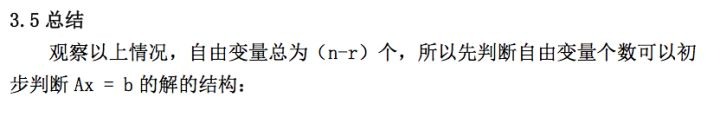 3.5 总结
观察以上情况，自由变量总为（n-r）个，所以先判断自由变量个数可以初
步判断 Ax = b 的解的结构：